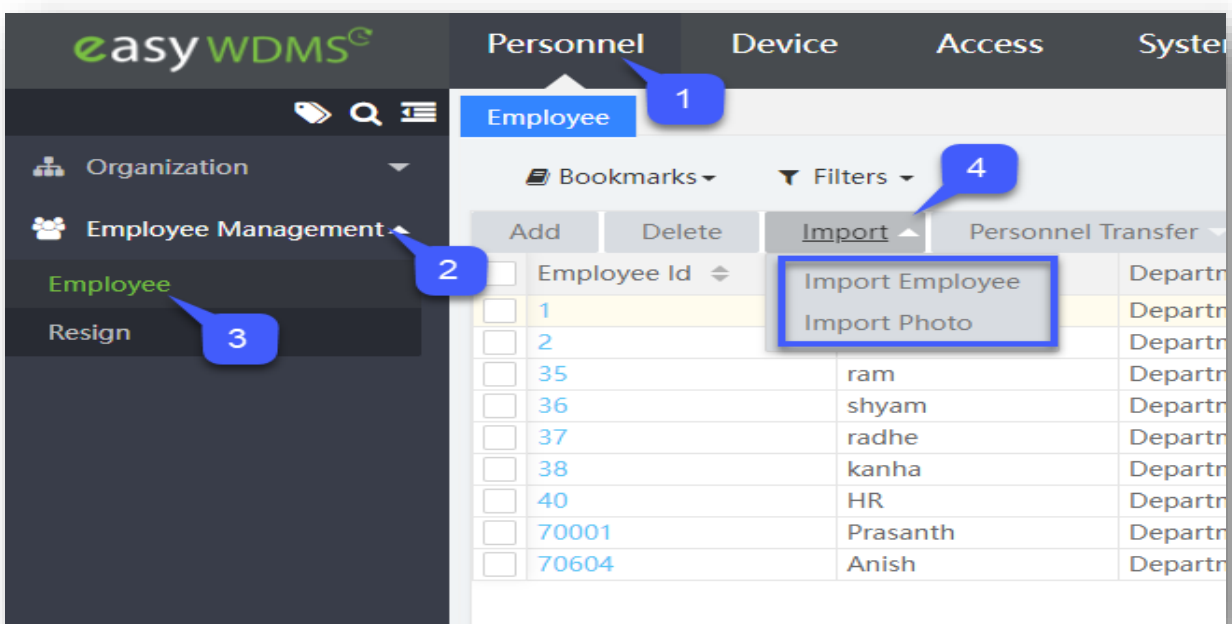 easy WDMS
Personnel Device Access
1
Employee
Organization
Bookmarks Filters
4
Employee Management
Add Delete Import Personnel Transfer
2
Employee Id
Employee
Import Employee
Import Photo
Resign
3
1
2
35 ram
36 shyam
37 radhe
38 kanha
40 HR
70001 Prasanth
70604 Anish